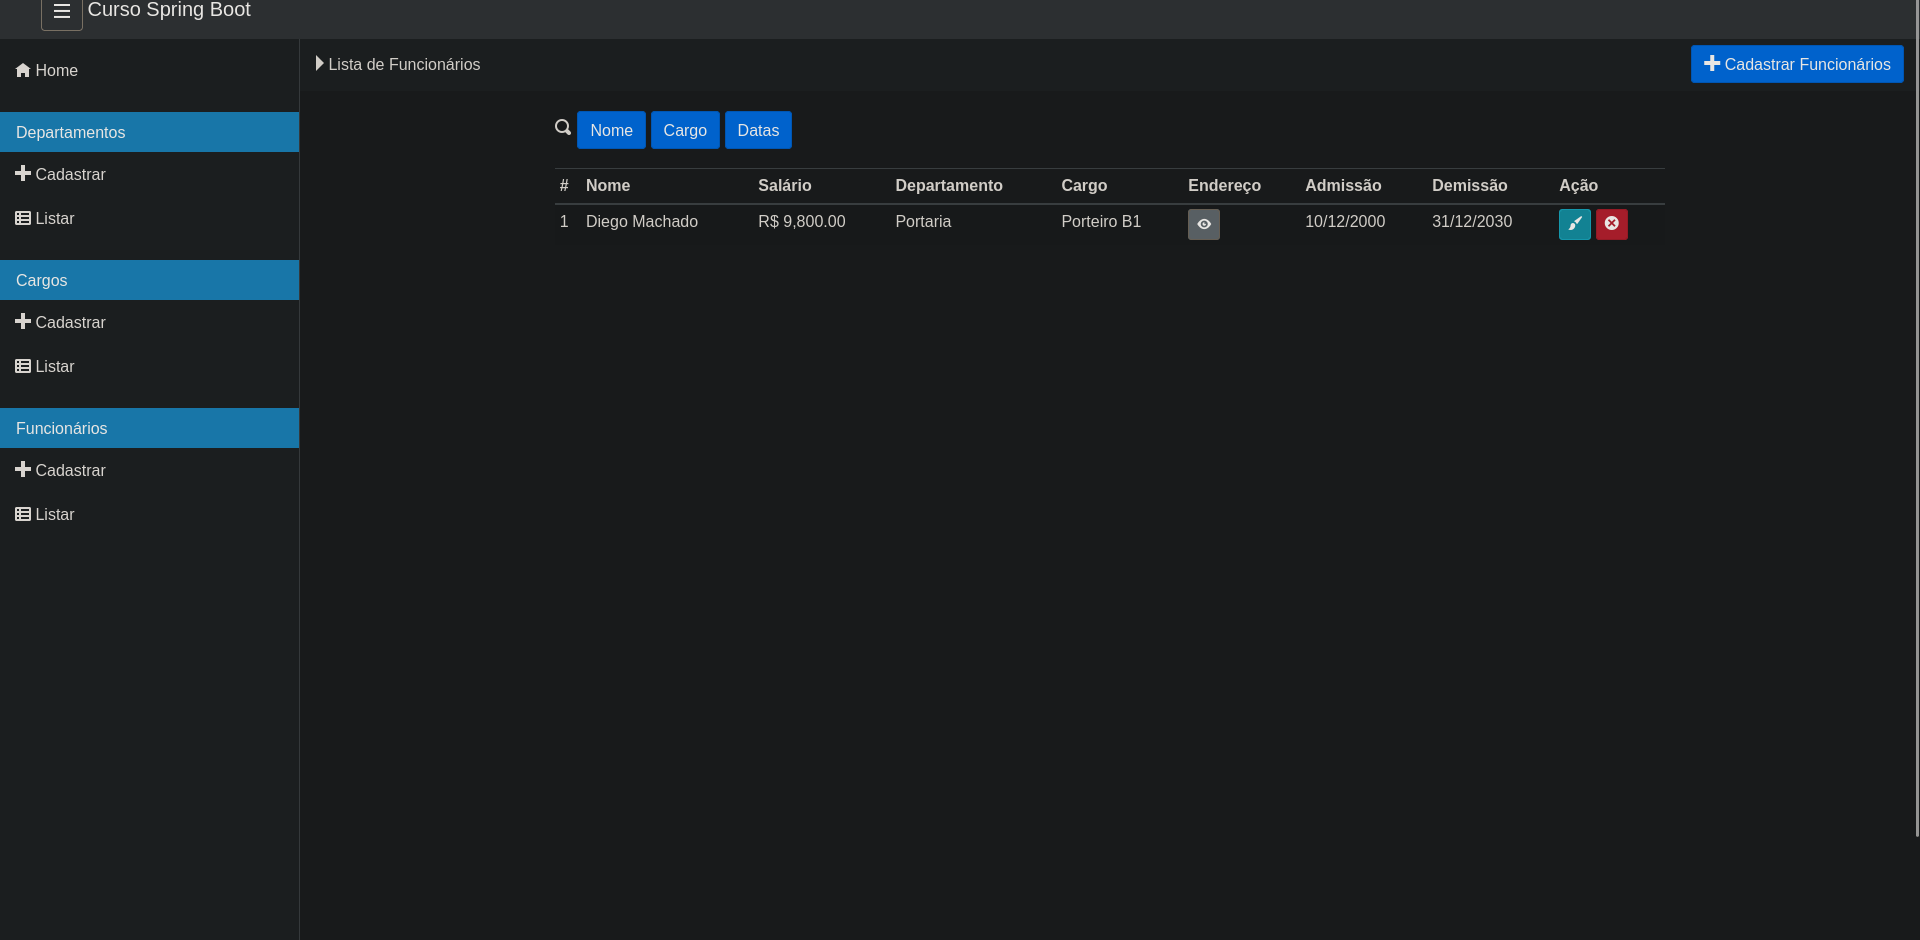 Curso Spring Boot
Home
Departamentos
Cadastrar
Listar
Cargos
Cadastrar
Listar
Funcionários
Cadastrar
Listar
Lista de Funcionários
Cadastrar Funcionários
Nome Cargo Datas
# Nome Salário Departamento Cargo Endereço Admissão Demissão Ação
1 Diego Machado R$ 9,800.00 Portaria Porteiro B1 10/12/2000 31/12/2030